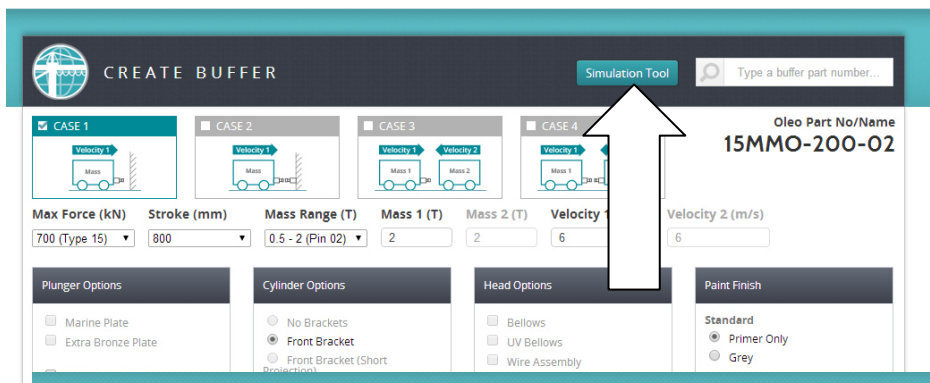 CREATE BUFFER
Simulation Tool
Type a buffer part number...
CASE 1
CASE 2
CASE 3
CASE 4
Oleo Part No/Name
15MMO-200-02
Velocity 1
Mass
Velocity 1
Mass
Velocity 1 Velocity 2
Mass 1 Mass 2
Velocity 1
Mass 1
Max Force (kN) Stroke (mm) Mass Range (T) Mass 1 (T) Mass 2 (T) Velocity 1 Velocity 2 (m/s)
700 (Type 15) 800 0.5 - 2 (Pin 02) 2 2 6 6
Plunger Options
Marine Plate
Extra Bronze Plate
Cylinder Options
No Brackets
Front Bracket
Front Bracket (Short
Projection)
Head Options
Bellows
UV Bellows
Wire Assembly
Paint Finish
Standard
Primer Only
Grey